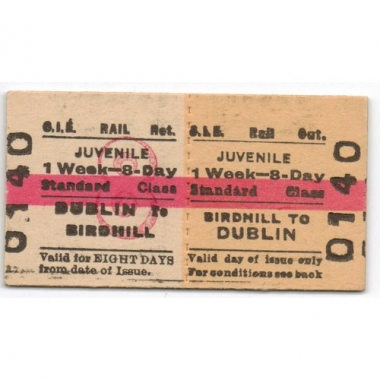 0140
C.I.É. RAIL Ret.
JUVENILE
1 Week—8-Day
Standard Class
DUBLIN To
BIRDHILL
Valid for EIGHT DAYS
from date of Issue.
C.I.E. Rail Out.
JUVENILE
1 Week—8-Day
Standard Class
BIRDHILL TO
DUBLIN
Valid day of issue only
For conditions see back
0140